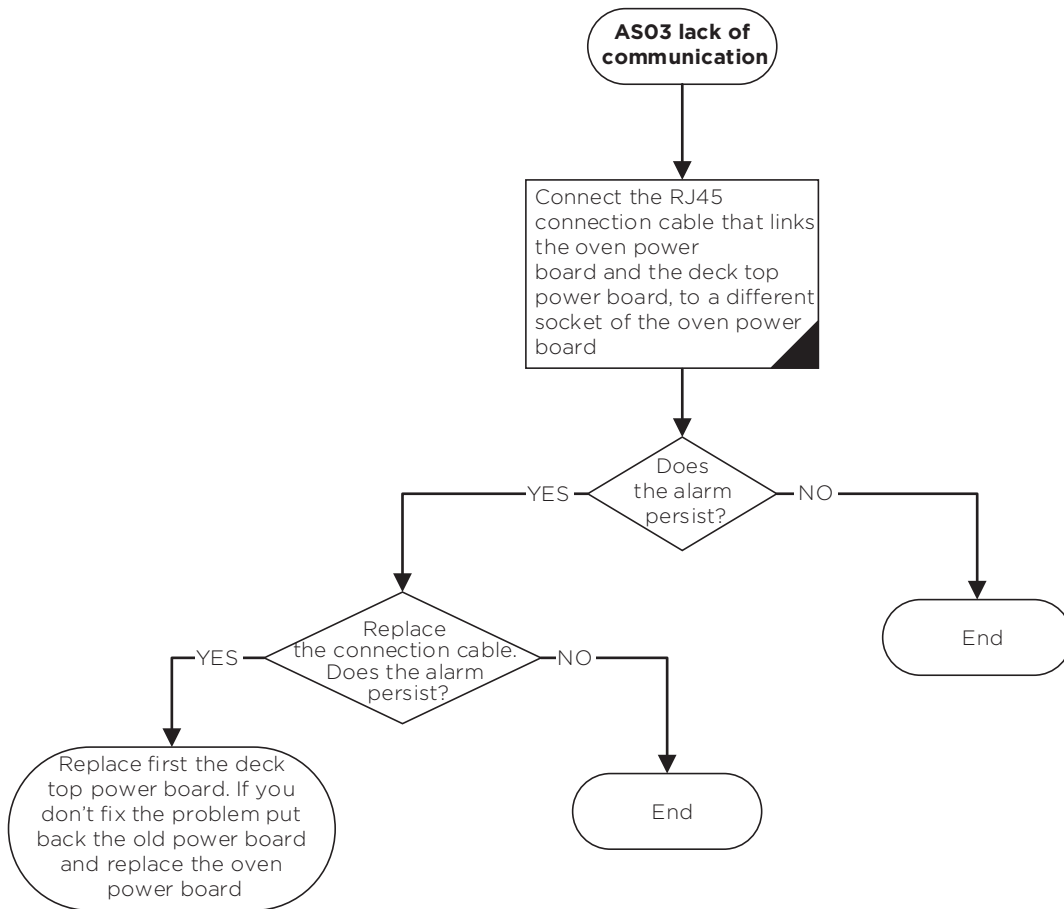 AS03 lack of
communication
Connect the RJ45
connection cable that links
the oven power
board and the deck top
power board, to a different
socket of the oven power
board
Does
the alarm
persist?
YES
NO
Replace
the connection cable.
Does the alarm
persist?
End
YES
NO
Replace first the deck
top power board. If you
don't fix the problem put
back the old power board
and replace the oven
power board
End